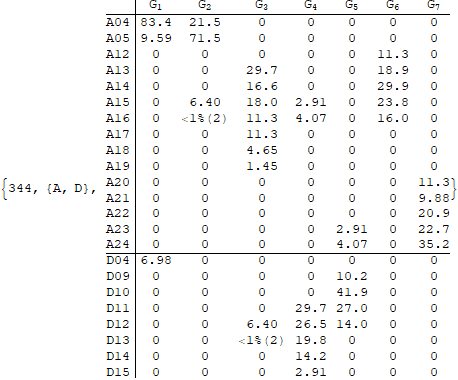 G₁ G₂ G₃ G₄ G₅ G₆ G₇
A04 83.4 21.5 0 0 0 0 0
A05 9.59 71.5 0 0 0 0 0
A12 0 0 0 0 0 11.3 0
A13 0 0 29.7 0 0 18.9 0
A14 0 0 16.6 0 0 29.9 0
A15 0 6.40 18.0 2.91 0 23.8 0
A16 0 <1%(2) 11.3 4.07 0 16.0 0
A17 0 0 11.3 0 0 0 0
A18 0 0 4.65 0 0 0 0
A19 0 0 1.45 0 0 0 0
{344, {A, D}, A20 0 0 0 0 0 0 11.3}
A21 0 0 0 0 0 0 9.88
A22 0 0 0 0 0 0 20.9
A23 0 0 0 0 2.91 0 22.7
A24 0 0 0 0 4.07 0 35.2
D04 6.98 0 0 0 0 0 0
D09 0 0 0 0 10.2 0 0
D10 0 0 0 0 41.9 0 0
D11 0 0 0 29.7 27.0 0 0
D12 0 0 6.40 26.5 14.0 0 0
D13 0 0 <1%(2) 19.8 0 0 0
D14 0 0 0 14.2 0 0 0
D15 0 0 0 2.91 0 0 0